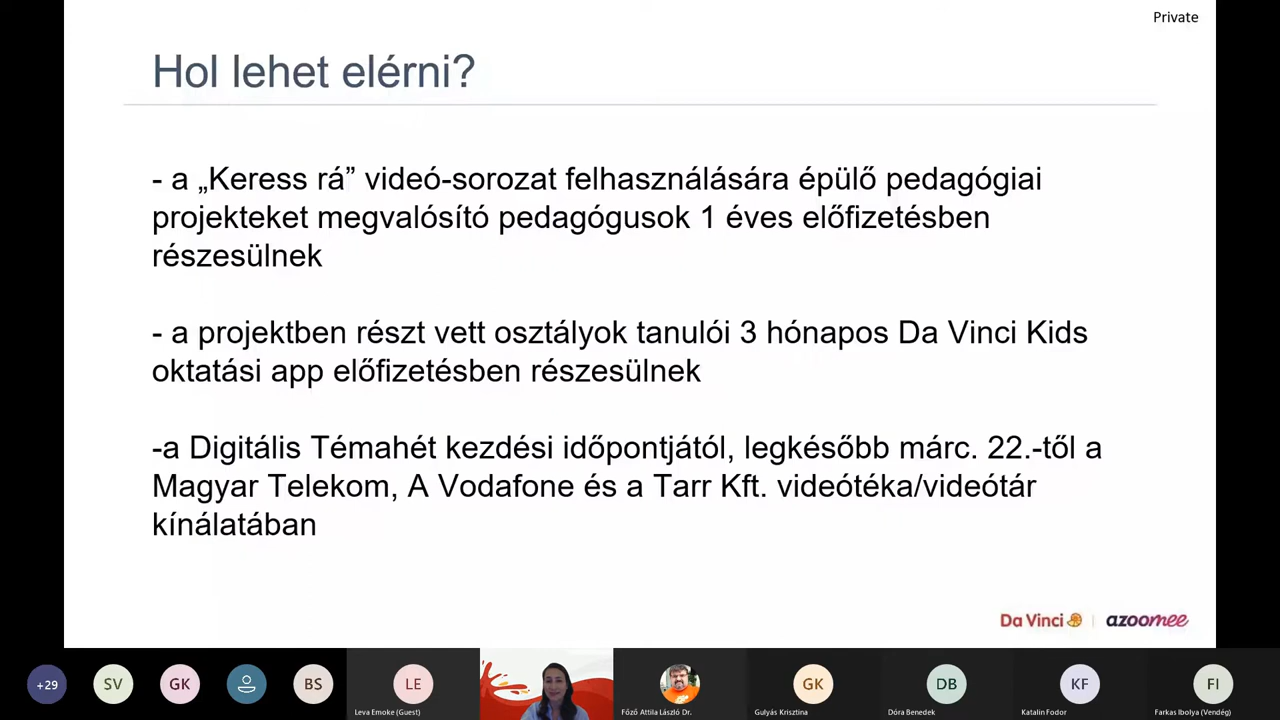 Private
Hol lehet elérni?
- a „Keress rá” videó-sorozat felhasználására épülő pedagógiai
projekteket megvalósító pedagógusok 1 éves előfizetésben
részesülnek
- a projektben részt vett osztályok tanulói 3 hónapos Da Vinci Kids
oktatási app előfizetésben részesülnek
-a Digitális Témahét kezdési időpontjától, legkésőbb márc. 22.-től a
Magyar Telekom, A Vodafone és a Tarr Kft. videótéka/videótár
kínálatában
Da Vinci | azoomee
+29 SV GK BS LE GK DB KF FI
Leva Emoke (Guest) Főző Attila László Dr. Gulyás Krisztina Dóra Benedek Katalin Fodor Farkas Ibolya (Vendég)